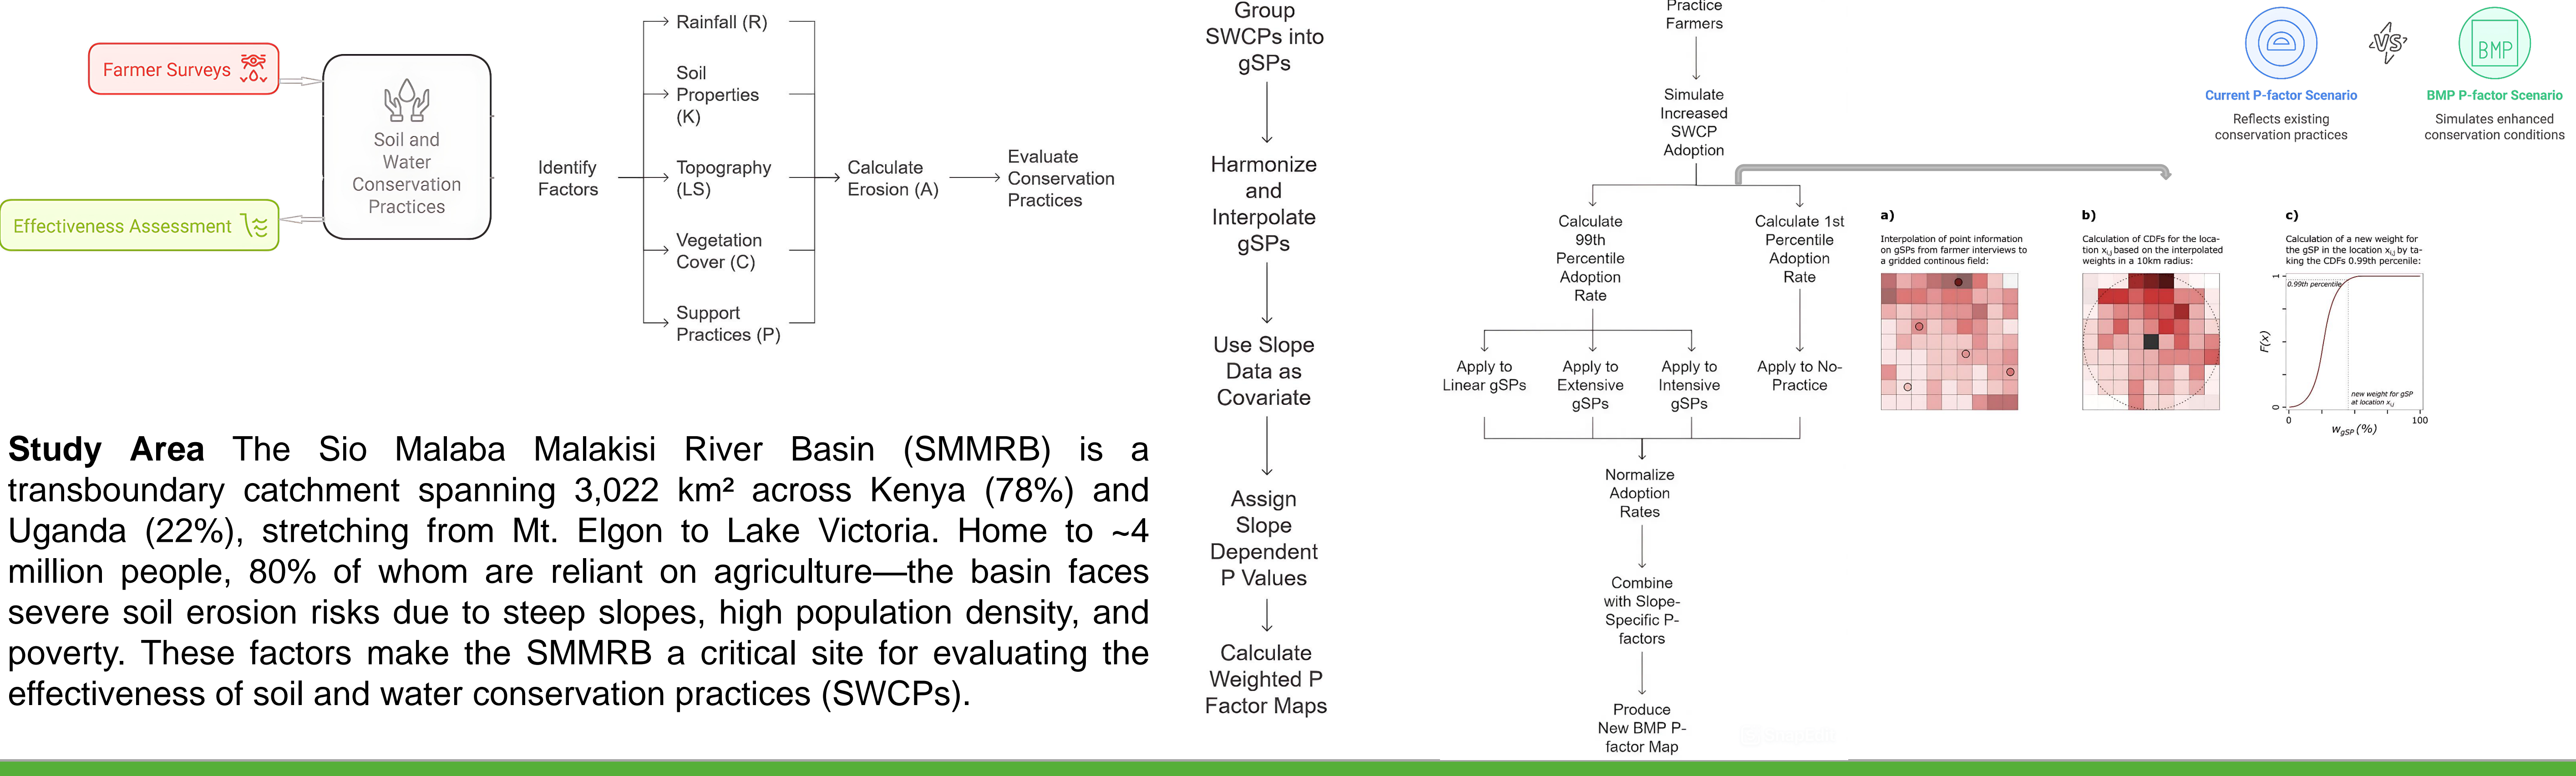 Farmer Surveys
Soil and
Water
Conservation
Practices
Effectiveness Assessment
Identify
Factors
Rainfall (R)
Soil
Properties
(K)
Topography
(LS)
Vegetation
Cover (C)
Support
Practices (P)
Calculate
Erosion (A)
Evaluate
Conservation
Practices
Study Area The Sio Malaba Malakisi River Basin (SMMRB) is a
transboundary catchment spanning 3,022 km² across Kenya (78%) and
Uganda (22%), stretching from Mt. Elgon to Lake Victoria. Home to ~4
million people, 80% of whom are reliant on agriculture—the basin faces
severe soil erosion risks due to steep slopes, high population density, and
poverty. These factors make the SMMRB a critical site for evaluating the
effectiveness of soil and water conservation practices (SWCPs).
Group
SWCPs into
gSPs
Harmonize
and
Interpolate
gSPs
Use Slope
Data as
Covariate
Assign
Slope
Dependent
P Values
Calculate
Weighted P
Factor Maps
Practice
Farmers
Simulate
Increased
SWCP
Adoption
Calculate
99th
Percentile
Adoption
Rate
Calculate 1st
Percentile
Adoption
Rate
Apply to
Linear gSPs
Apply to
Extensive
gSPs
Apply to
Intensive
gSPs
Apply to No-
Practice
Normalize
Adoption
Rates
Combine
with Slope-
Specific P-
factors
Produce
New BMP P-
factor Map
Current P-factor Scenario
Reflects existing
conservation practices
VS
BMP
BMP P-factor Scenario
Simulates enhanced
conservation conditions
a)
Interpolation of point information
on gSPs from farmer interviews to
a gridded continous field:
b)
Calculation of CDFs for the loca-
tion xi,j based on the interpolated
weights in a 10km radius:
c)
Calculation of a new weight for
the gSP in the location xi,j by ta-
king the CDFs 0.99th percenile:
1
0.99th percentile
F(x)
new weight for gSP
at location xi,j
0
0
100
wgSP (%)